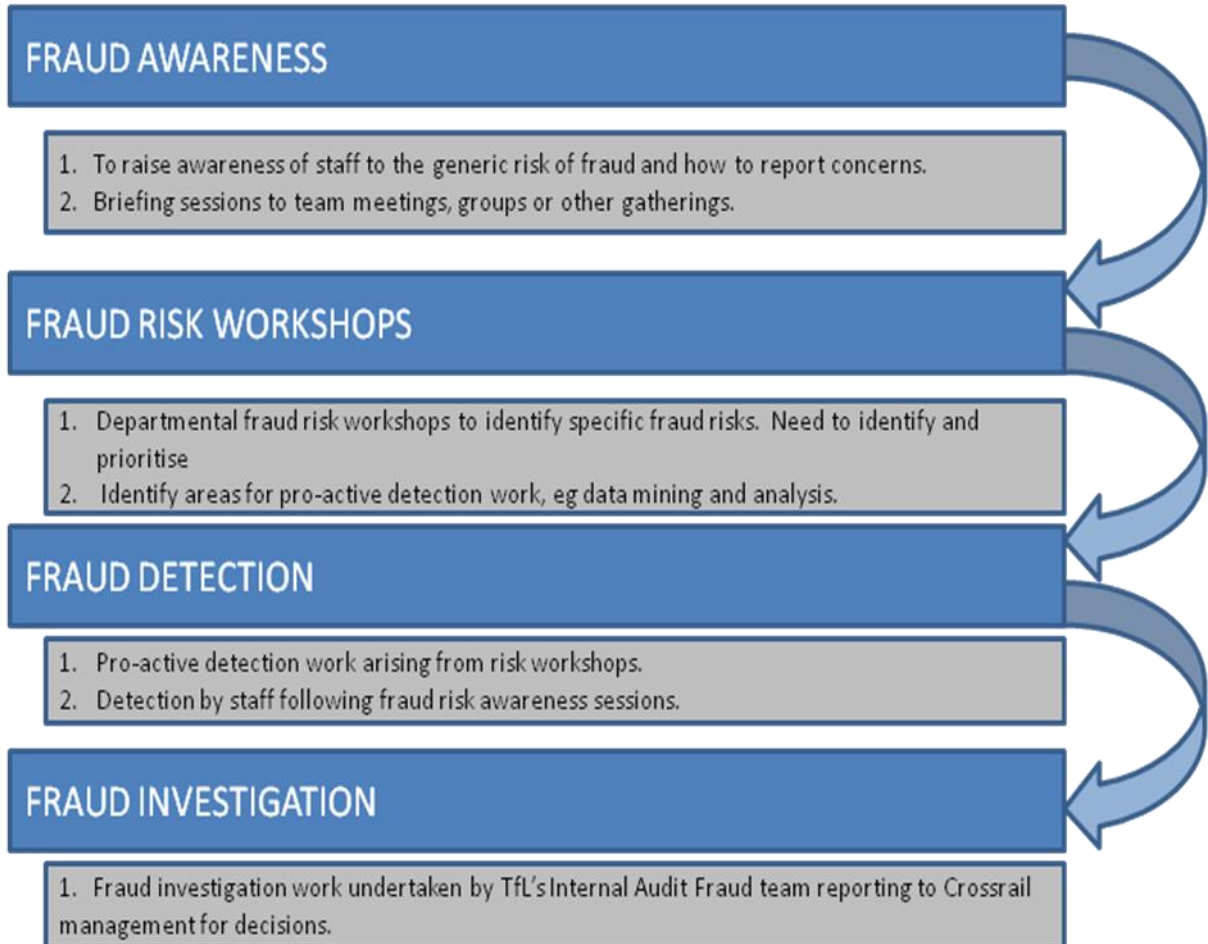 FRAUD AWARENESS
1. To raise awareness of staff to the generic risk of fraud and how to report concerns.
2. Briefing sessions to team meetings, groups or other gatherings.
FRAUD RISK WORKSHOPS
1. Departmental fraud risk workshops to identify specific fraud risks. Need to identify and
prioritise
2. Identify areas for pro-active detection work, eg data mining and analysis.
FRAUD DETECTION
1. Pro-active detection work arising from risk workshops.
2. Detection by staff following fraud risk awareness sessions.
FRAUD INVESTIGATION
1. Fraud investigation work undertaken by TfL's Internal Audit Fraud team reporting to Crossrail
management for decisions.